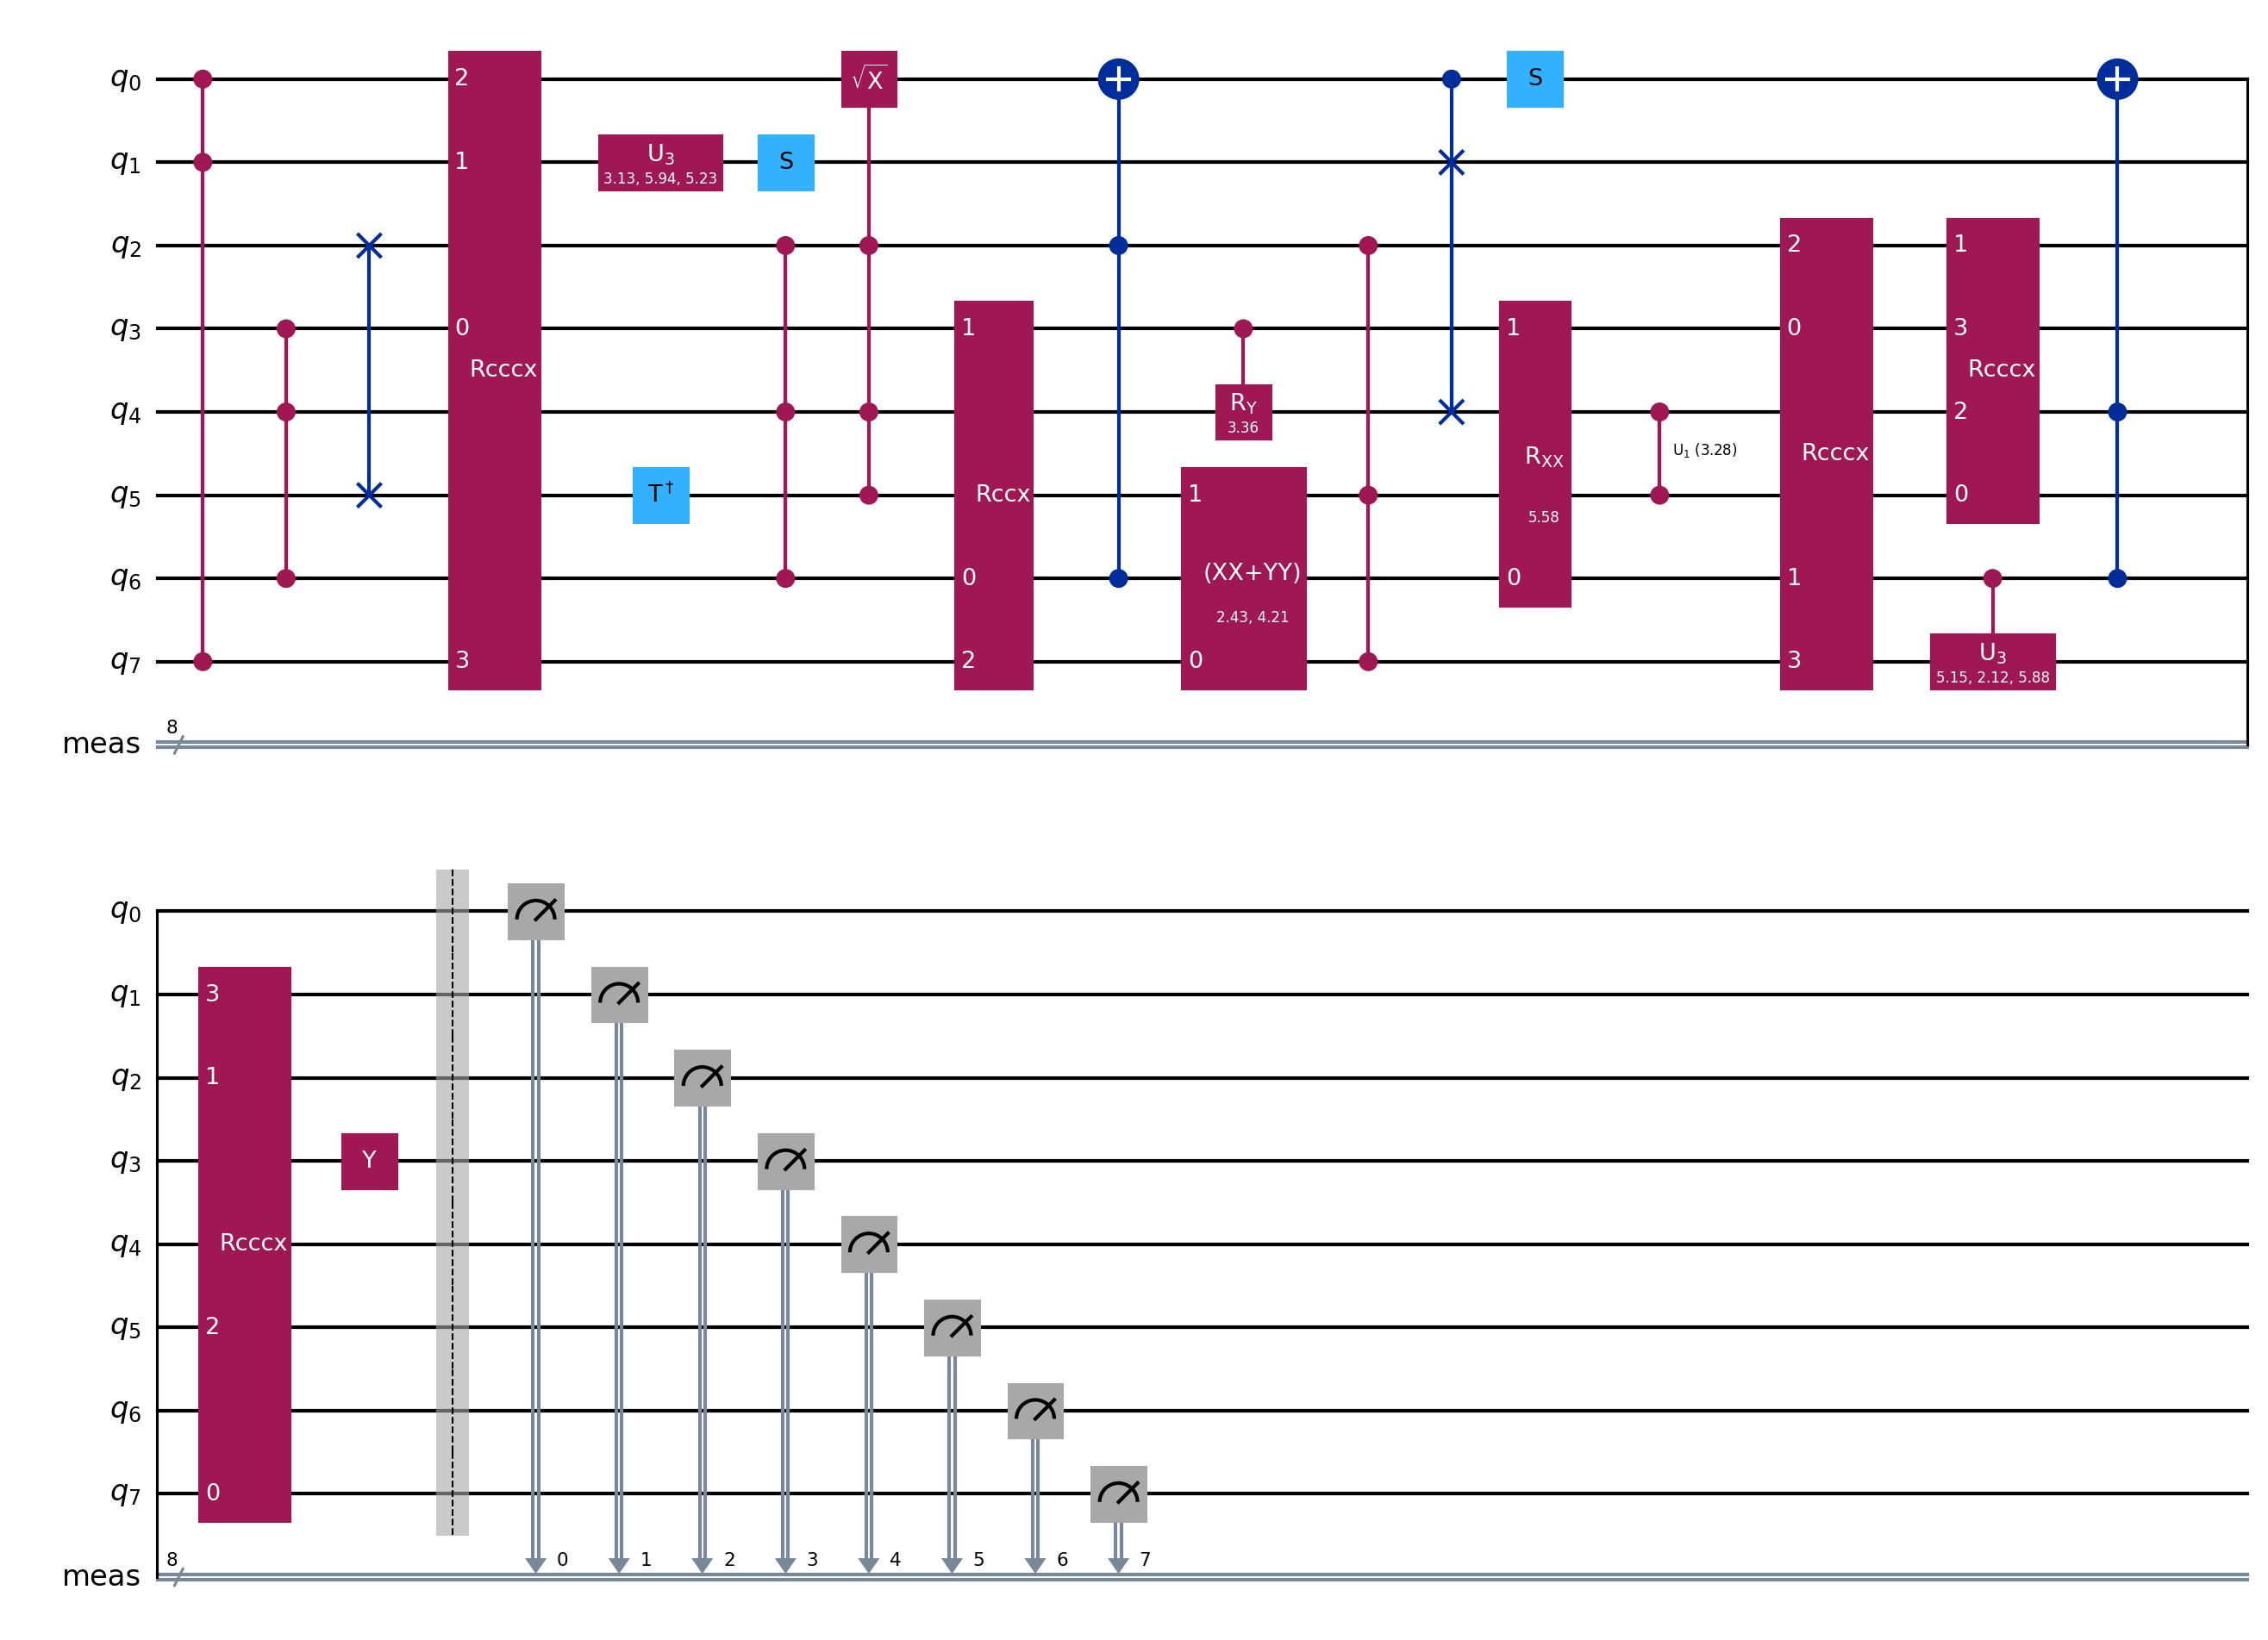 q0 2 √X S
q1 1 U3 S
3.13, 5.94, 5.23
q2 2 1
q3 0 1 1 0 3
Rcccx Rcccx
q4 RY 2
3.36
RXX U1 (3.28) Rcccx
q5 T† Rccx 1 0
5.58
q6 0 (XX+YY) 0 1
2.43, 4.21
q7 3 2 0 3 U3
5.15, 2.12, 5.88
meas 8
q0
q1 3
q2 1
q3 Y
q4 Rcccx
q5 2
q6
q7 0
meas 8 0 1 2 3 4 5 6 7